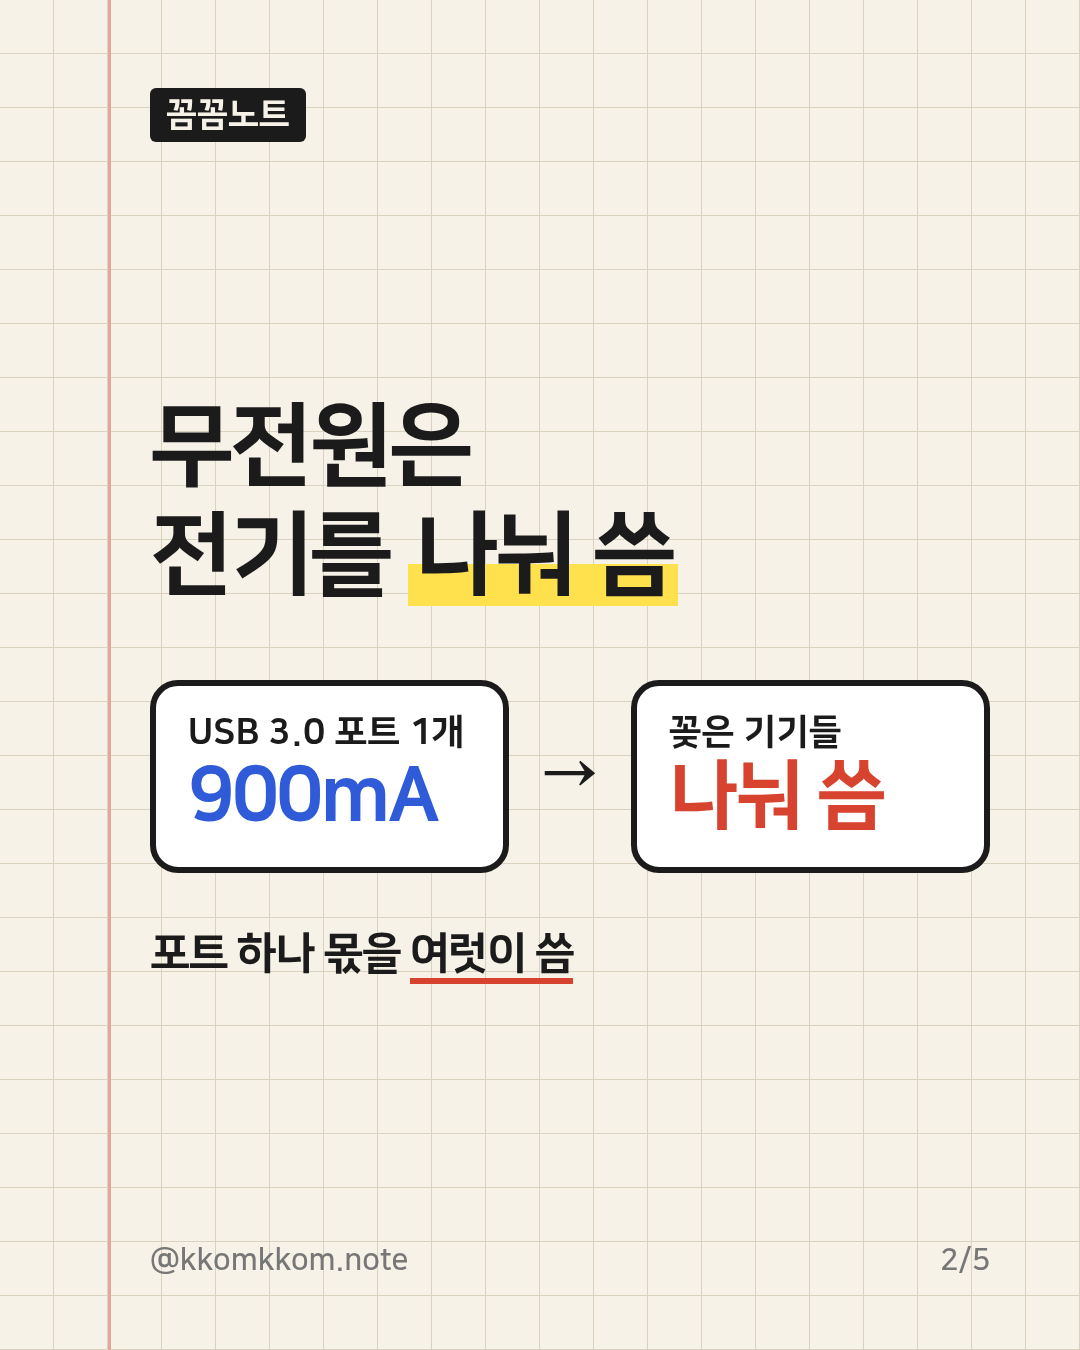 꼼꼼노트
무전원은
전기를 나눠 씀
USB 3.0 포트 1개
900mA
→
꽂은 기기들
나눠 씀
포트 하나 몫을 여럿이 씀
@kkomkkom.note
2/5